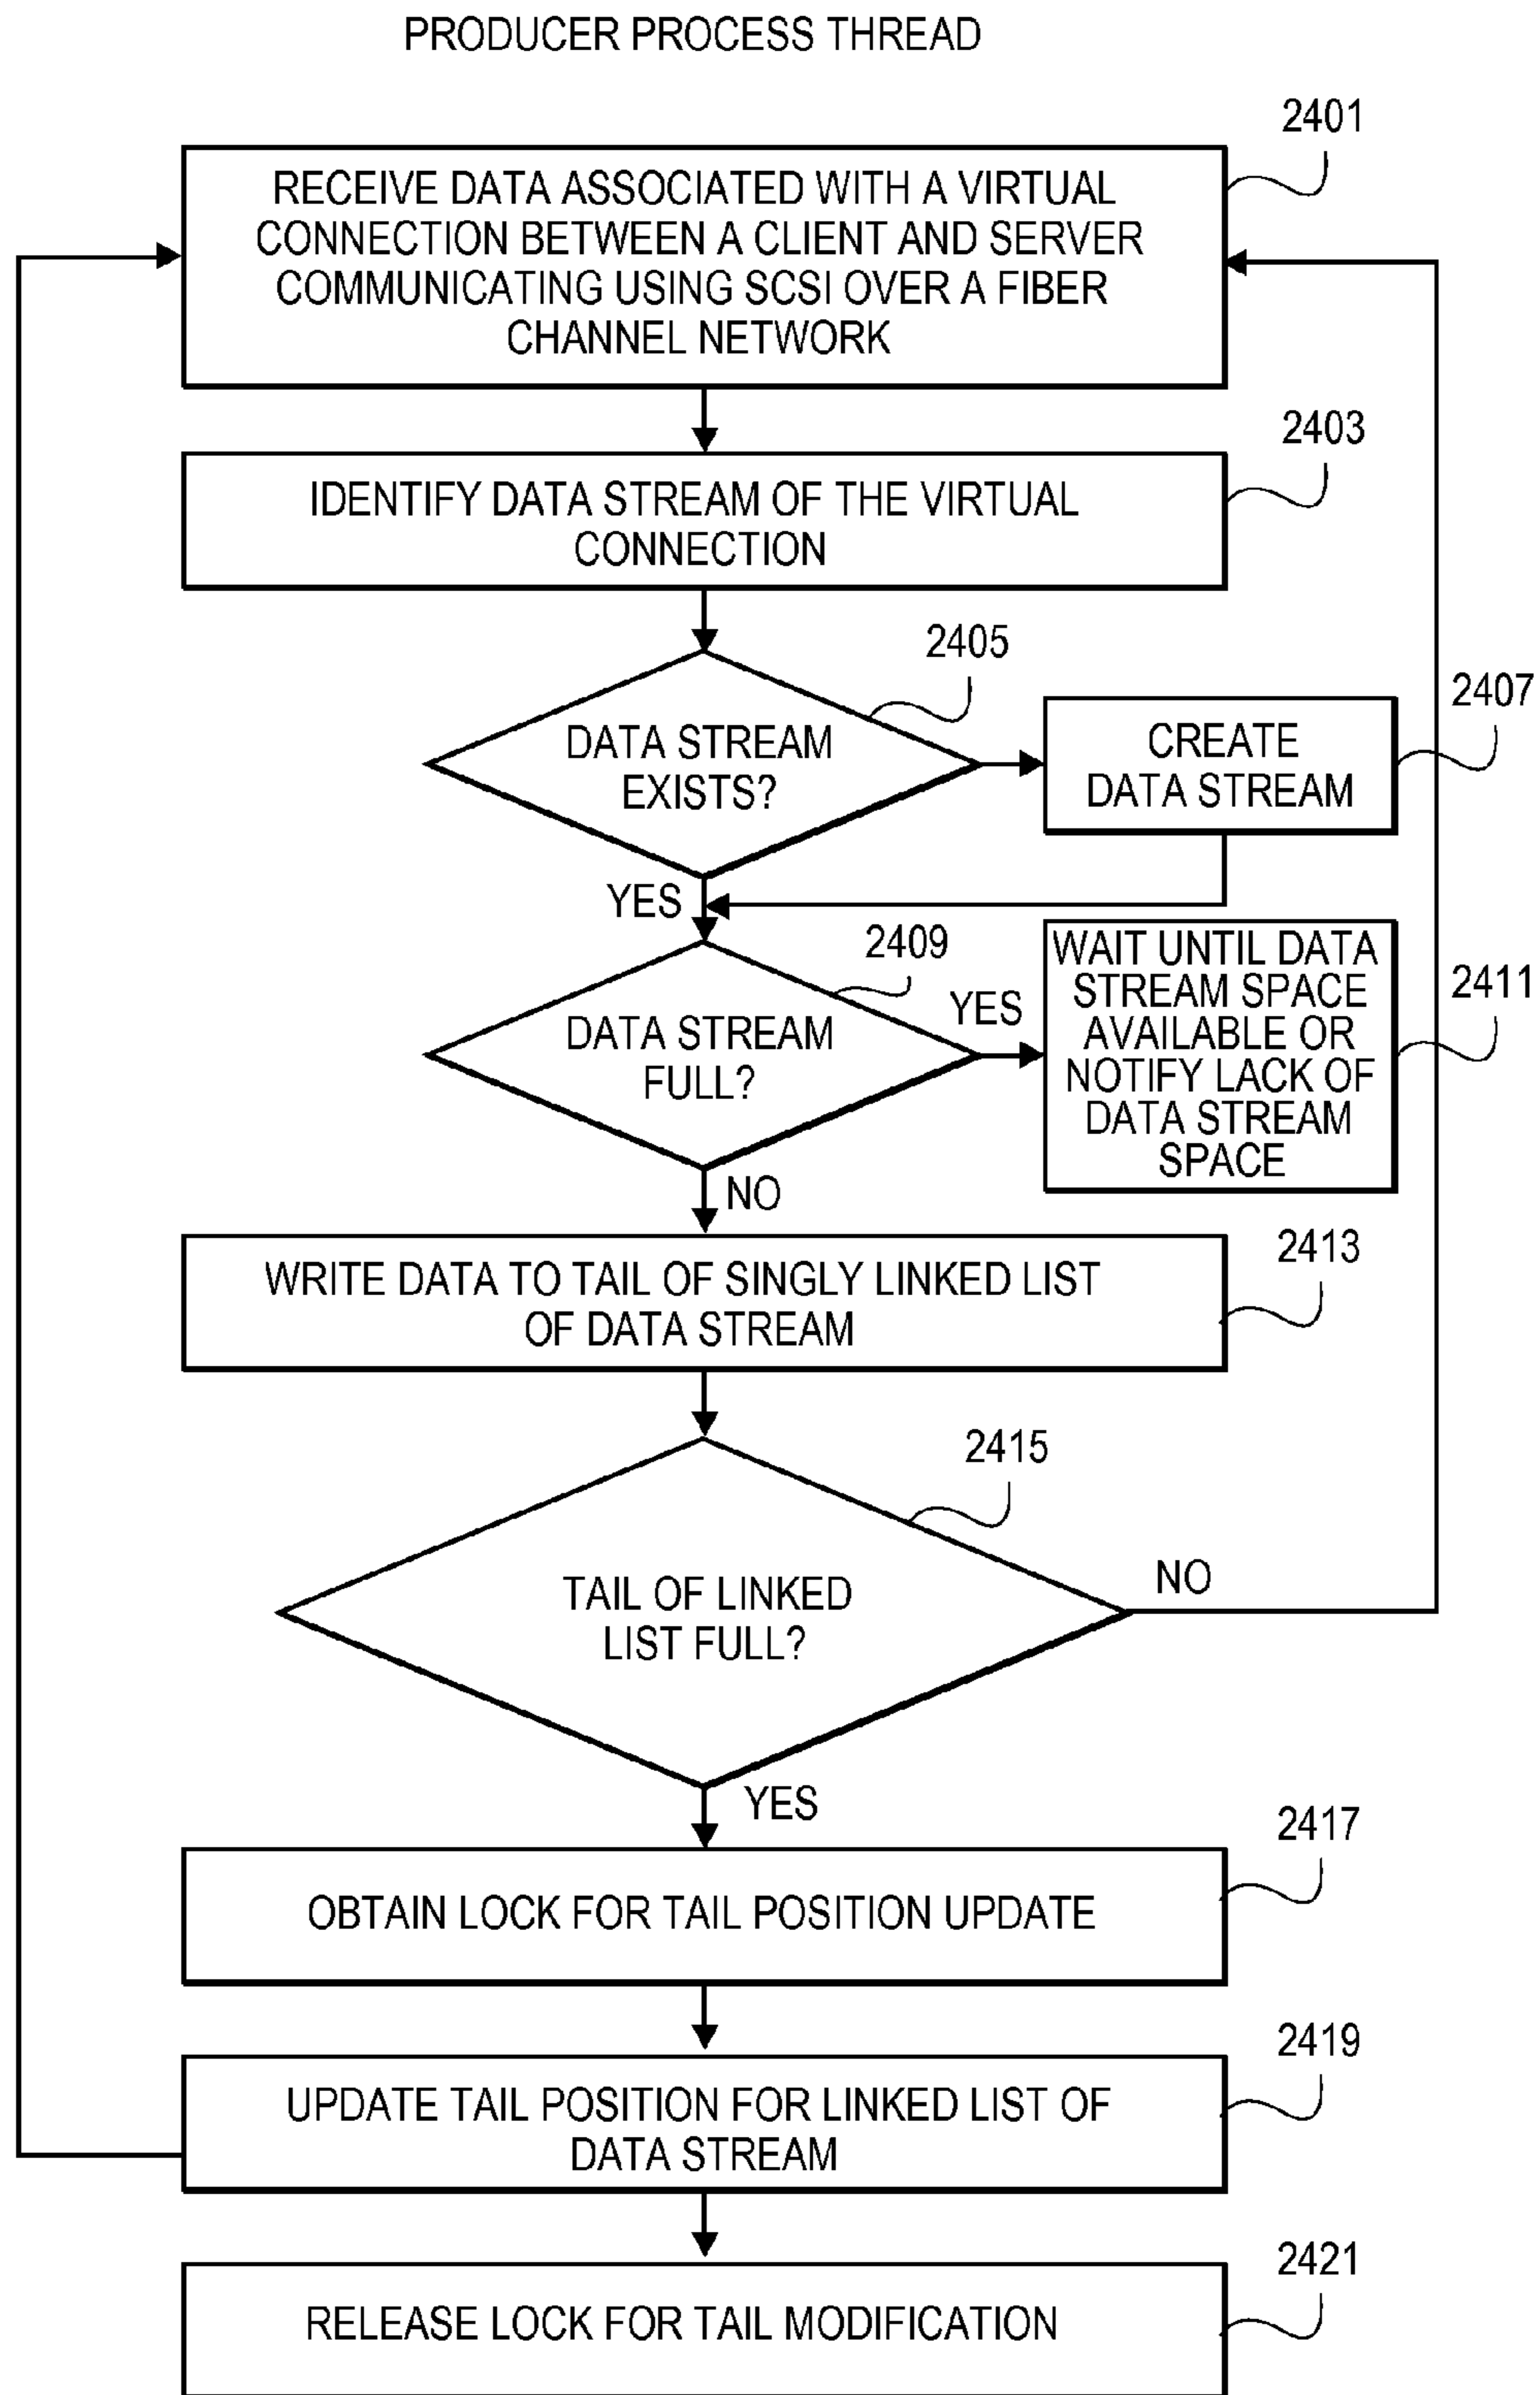 PRODUCER PROCESS THREAD
2401
RECEIVE DATA ASSOCIATED WITH A VIRTUAL
CONNECTION BETWEEN A CLIENT AND SERVER
COMMUNICATING USING SCSI OVER A FIBER
CHANNEL NETWORK
2403
IDENTIFY DATA STREAM OF THE VIRTUAL
CONNECTION
2405
DATA STREAM
EXISTS?
2407
CREATE
DATA STREAM
YES
2409
DATA STREAM
FULL?
YES
2411
WAIT UNTIL DATA
STREAM SPACE
AVAILABLE OR
NOTIFY LACK OF
DATA STREAM
SPACE
NO
2413
WRITE DATA TO TAIL OF SINGLY LINKED LIST
OF DATA STREAM
2415
TAIL OF LINKED
LIST FULL?
NO
YES
2417
OBTAIN LOCK FOR TAIL POSITION UPDATE
2419
UPDATE TAIL POSITION FOR LINKED LIST OF
DATA STREAM
2421
RELEASE LOCK FOR TAIL MODIFICATION